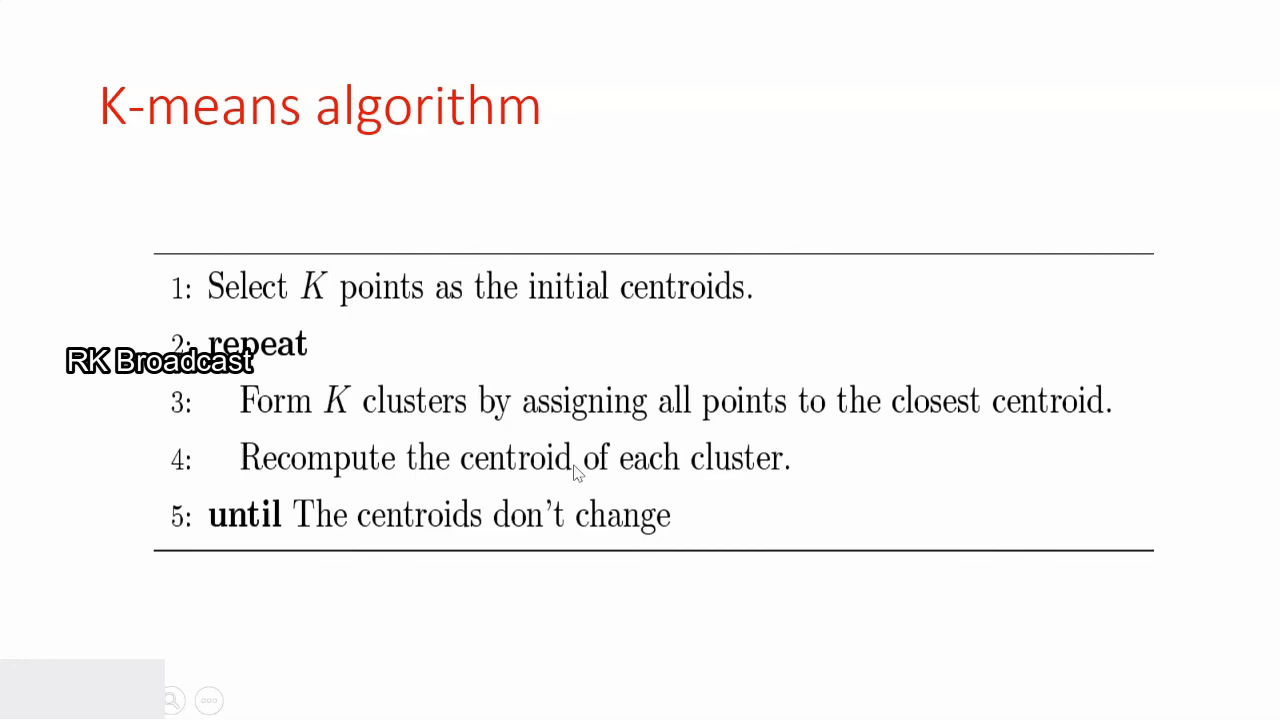 K-means algorithm
1: Select K points as the initial centroids.
2: repeat
RK Broadcast
3: Form K clusters by assigning all points to the closest centroid.
4: Recompute the centroid of each cluster.
5: until The centroids don't change